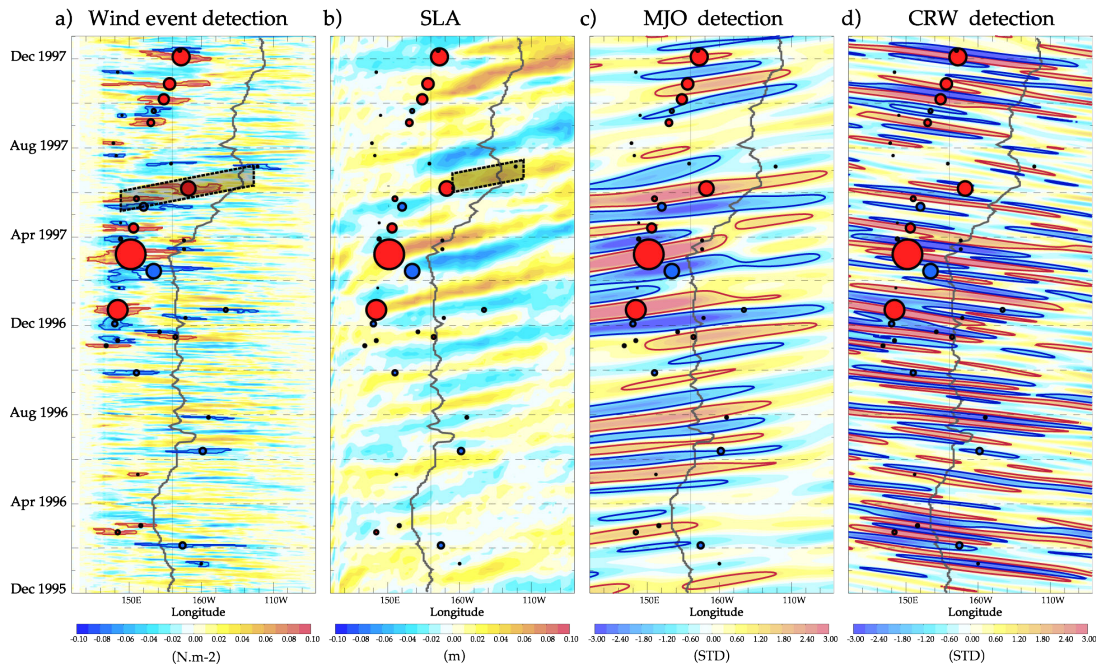 a) Wind event detection
b) SLA
c) MJO detection
d) CRW detection
Dec 1997
Aug 1997
Apr 1997
Dec 1996
Aug 1996
Apr 1996
Dec 1995
150E 160W 110W
150E 160W 110W
150E 160W 110W
150E 160W 110W
Longitude
Longitude
Longitude
Longitude
-0.10 -0.08 -0.06 -0.04 -0.02 0.00 0.02 0.04 0.06 0.08 0.10
-0.10 -0.08 -0.06 -0.04 -0.02 0.00 0.02 0.04 0.06 0.08 0.10
-3.00 -2.40 -1.80 -1.20 -0.60 0.00 0.60 1.20 1.80 2.40 3.00
-3.00 -2.40 -1.80 -1.20 -0.60 0.00 0.60 1.20 1.80 2.40 3.00
(N.m-2)
(m)
(STD)
(STD)